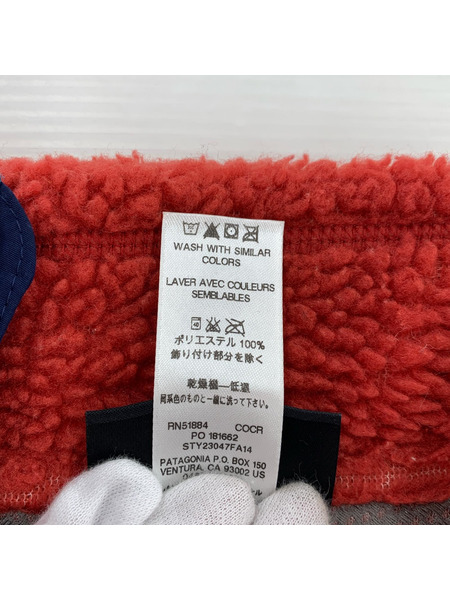 WASH WITH SIMILAR
COLORS
LAVER AVEC COULEURS
SEMBLABLES
40
ポリエステル 100%
飾り付け部分を除く
乾燥機―低温
同系色のものと一緒に洗って下さい。
RN51884 COCR
PO 181662
STY23047FA14
PATAGONIA P.O. BOX 150
VENTURA, CA 93002 US